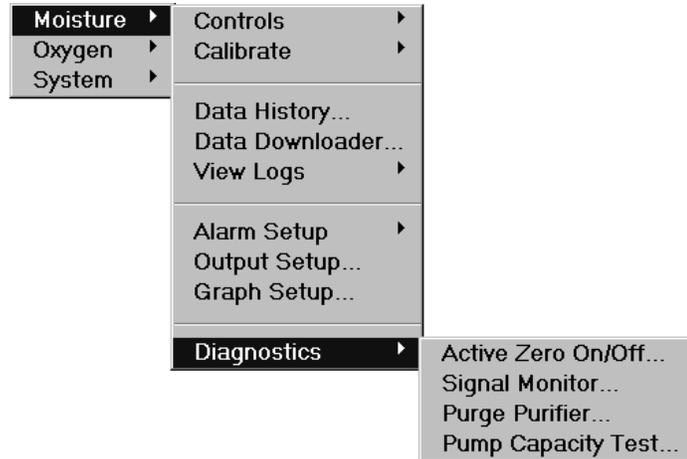 Moisture
Oxygen
System
Controls
Calibrate
Data History...
Data Downloader...
View Logs
Alarm Setup
Output Setup...
Graph Setup...
Diagnostics
Active Zero On/Off...
Signal Monitor...
Purge Purifier...
Pump Capacity Test...